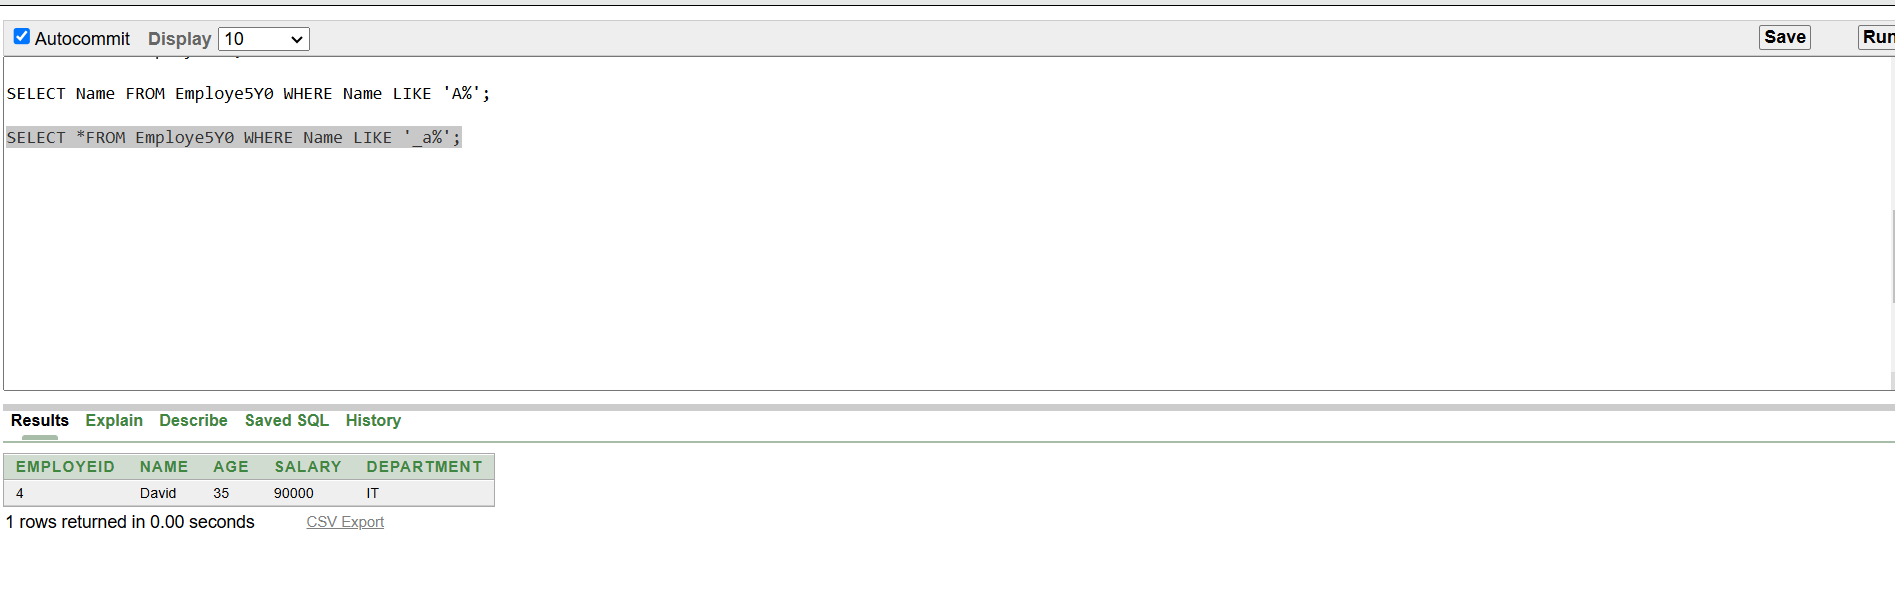 Autocommit Display 10 Save Run
SELECT Name FROM Employe5Y0 WHERE Name LIKE 'A%';
SELECT *FROM Employe5Y0 WHERE Name LIKE '_a%';
Results Explain Describe Saved SQL History
EMPLOYEID NAME AGE SALARY DEPARTMENT
4 David 35 90000 IT
1 rows returned in 0.00 seconds CSV Export